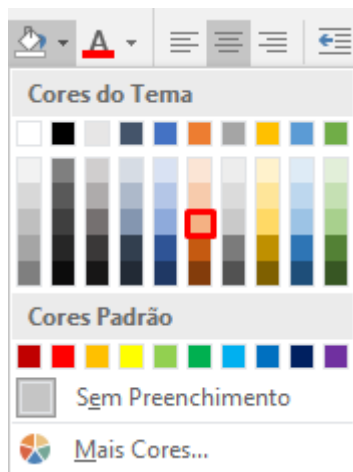 A
Cores do Tema
Cores Padrão
Sem Preenchimento
Mais Cores...